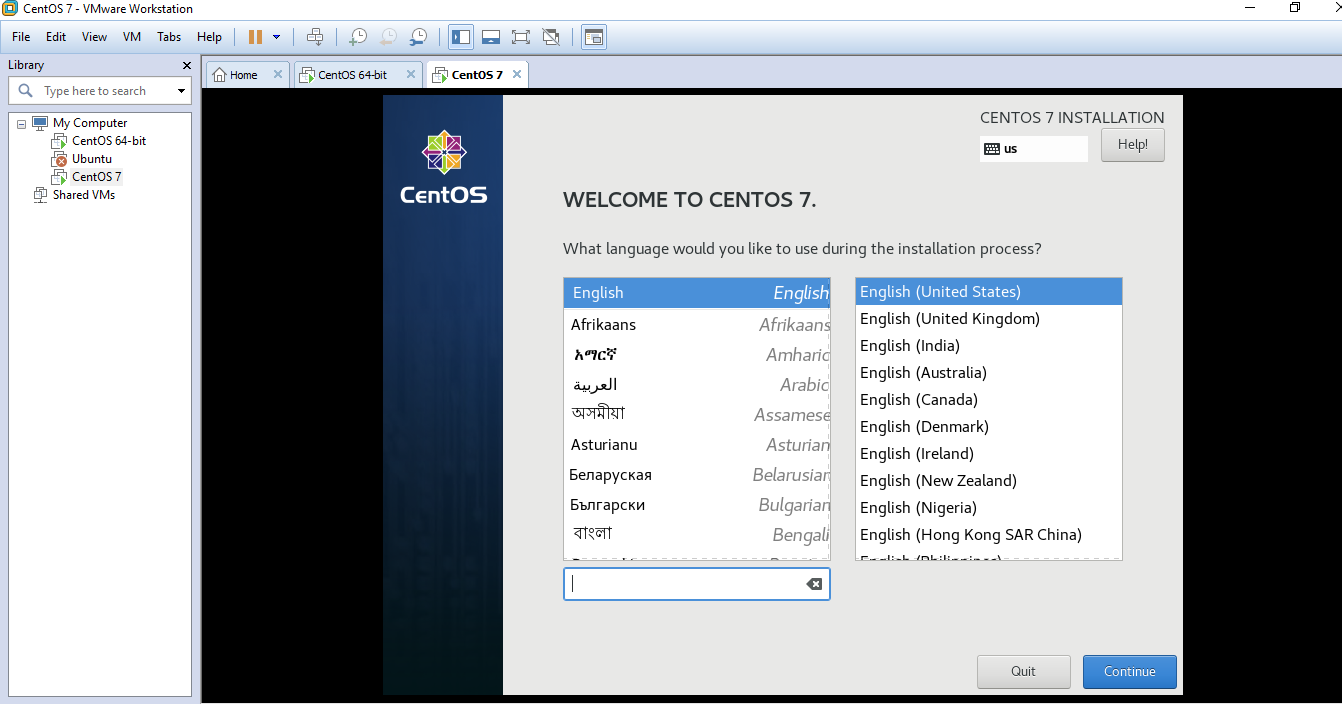 CentOS 7 - VMware Workstation
File Edit View VM Tabs Help
Library
Type here to search
My Computer
CentOS 64-bit
Ubuntu
CentOS 7
Shared VMs
Home CentOS 64-bit CentOS 7
CentOS
CENTOS 7 INSTALLATION
us Help!
WELCOME TO CENTOS 7.
What language would you like to use during the installation process?
English English
Afrikaans Afrikaans
አማርኛ Amharic
العربية Arabic
অসমীয়া Assamese
Asturianu Asturian
Беларуская Belarusian
Български Bulgarian
বাংলা Bengali
English (United States)
English (United Kingdom)
English (India)
English (Australia)
English (Canada)
English (Denmark)
English (Ireland)
English (New Zealand)
English (Nigeria)
English (Hong Kong SAR China)
English (Philippines)
Quit Continue